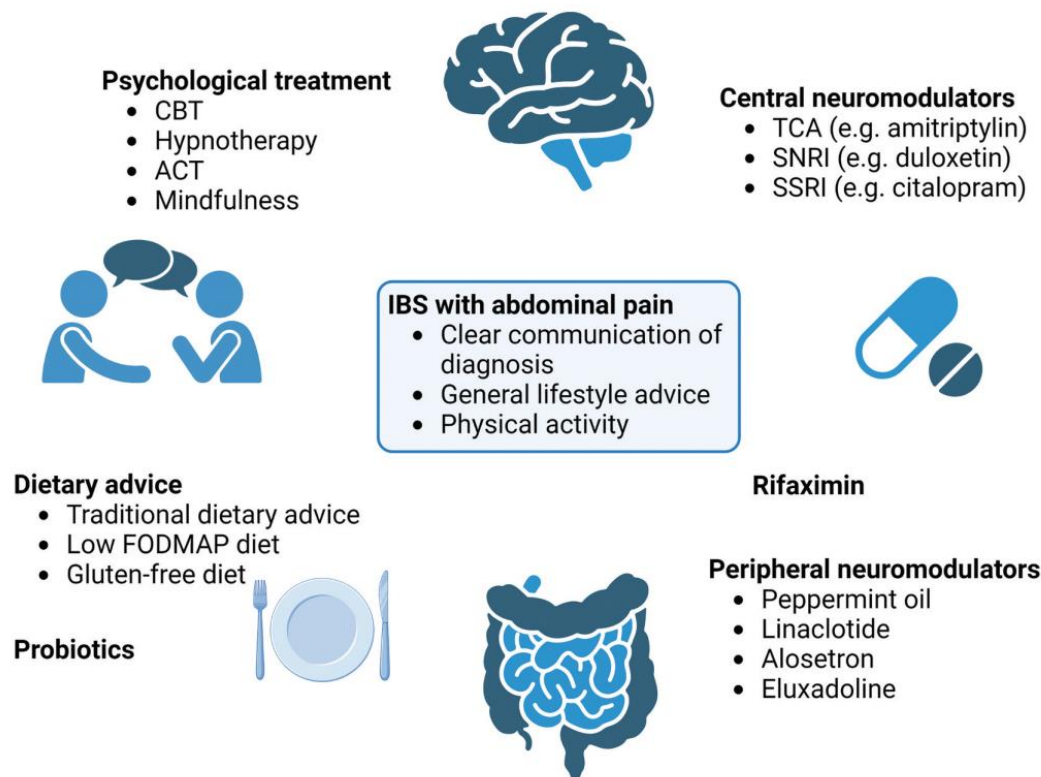 Psychological treatment
• CBT
• Hypnotherapy
• ACT
• Mindfulness
Central neuromodulators
• TCA (e.g. amitriptylin)
• SNRI (e.g. duloxetin)
• SSRI (e.g. citalopram)
IBS with abdominal pain
• Clear communication of
diagnosis
• General lifestyle advice
• Physical activity
Dietary advice
• Traditional dietary advice
• Low FODMAP diet
• Gluten-free diet
Probiotics
Rifaximin
Peripheral neuromodulators
• Peppermint oil
• Linaclotide
• Alosetron
• Eluxadoline